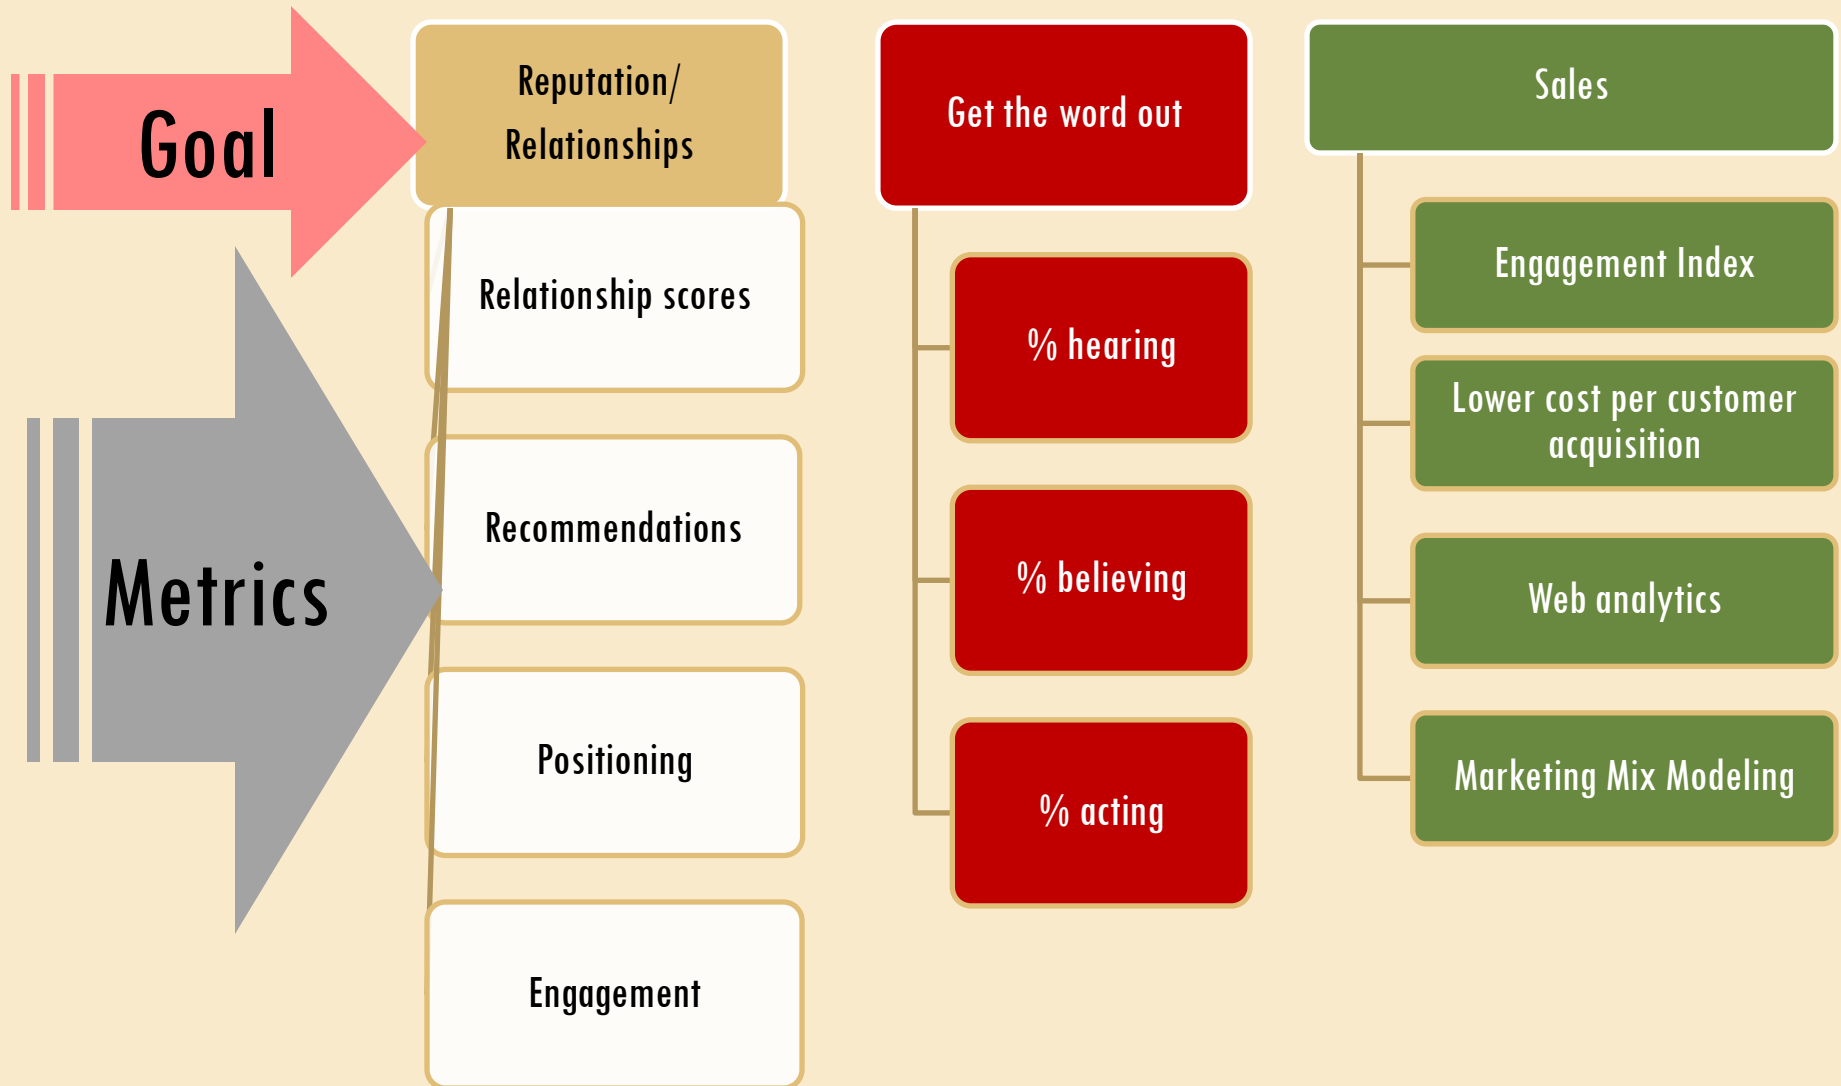 Goal
Metrics
Reputation/
Relationships
Relationship scores
Recommendations
Positioning
Engagement
Get the word out
% hearing
% believing
% acting
Sales
Engagement Index
Lower cost per customer
acquisition
Web analytics
Marketing Mix Modeling